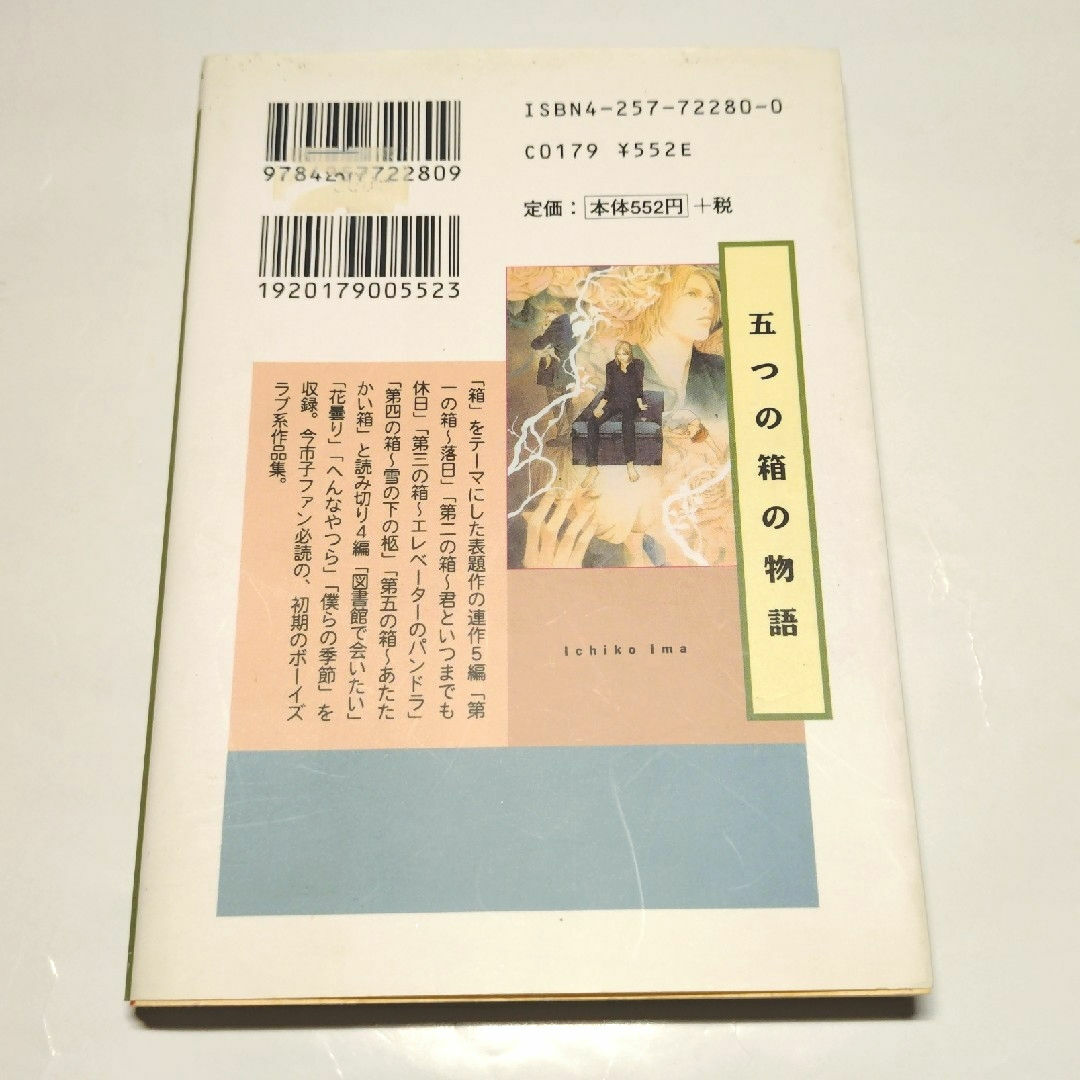 ISBN4-257-72280-0
C0179 ¥552E
定価：本体552円+税
1920179005523
五つの箱の物語
Ichiko Ima
「箱」をテーマにした表題作の連作５編「第
一の箱～落日」「第二の箱～君といつまでも
休日」「第三の箱～エレベーターのパンドラ」
「第四の箱～雪の下の柩」「第五の箱～あたた
かい箱」と読み切り４編「図書館で会いたい」
「花曇り」「へんなやつら」「僕らの季節」を
収録。今市子ファン必読の、初期のボーイズ
ラブ系作品集。